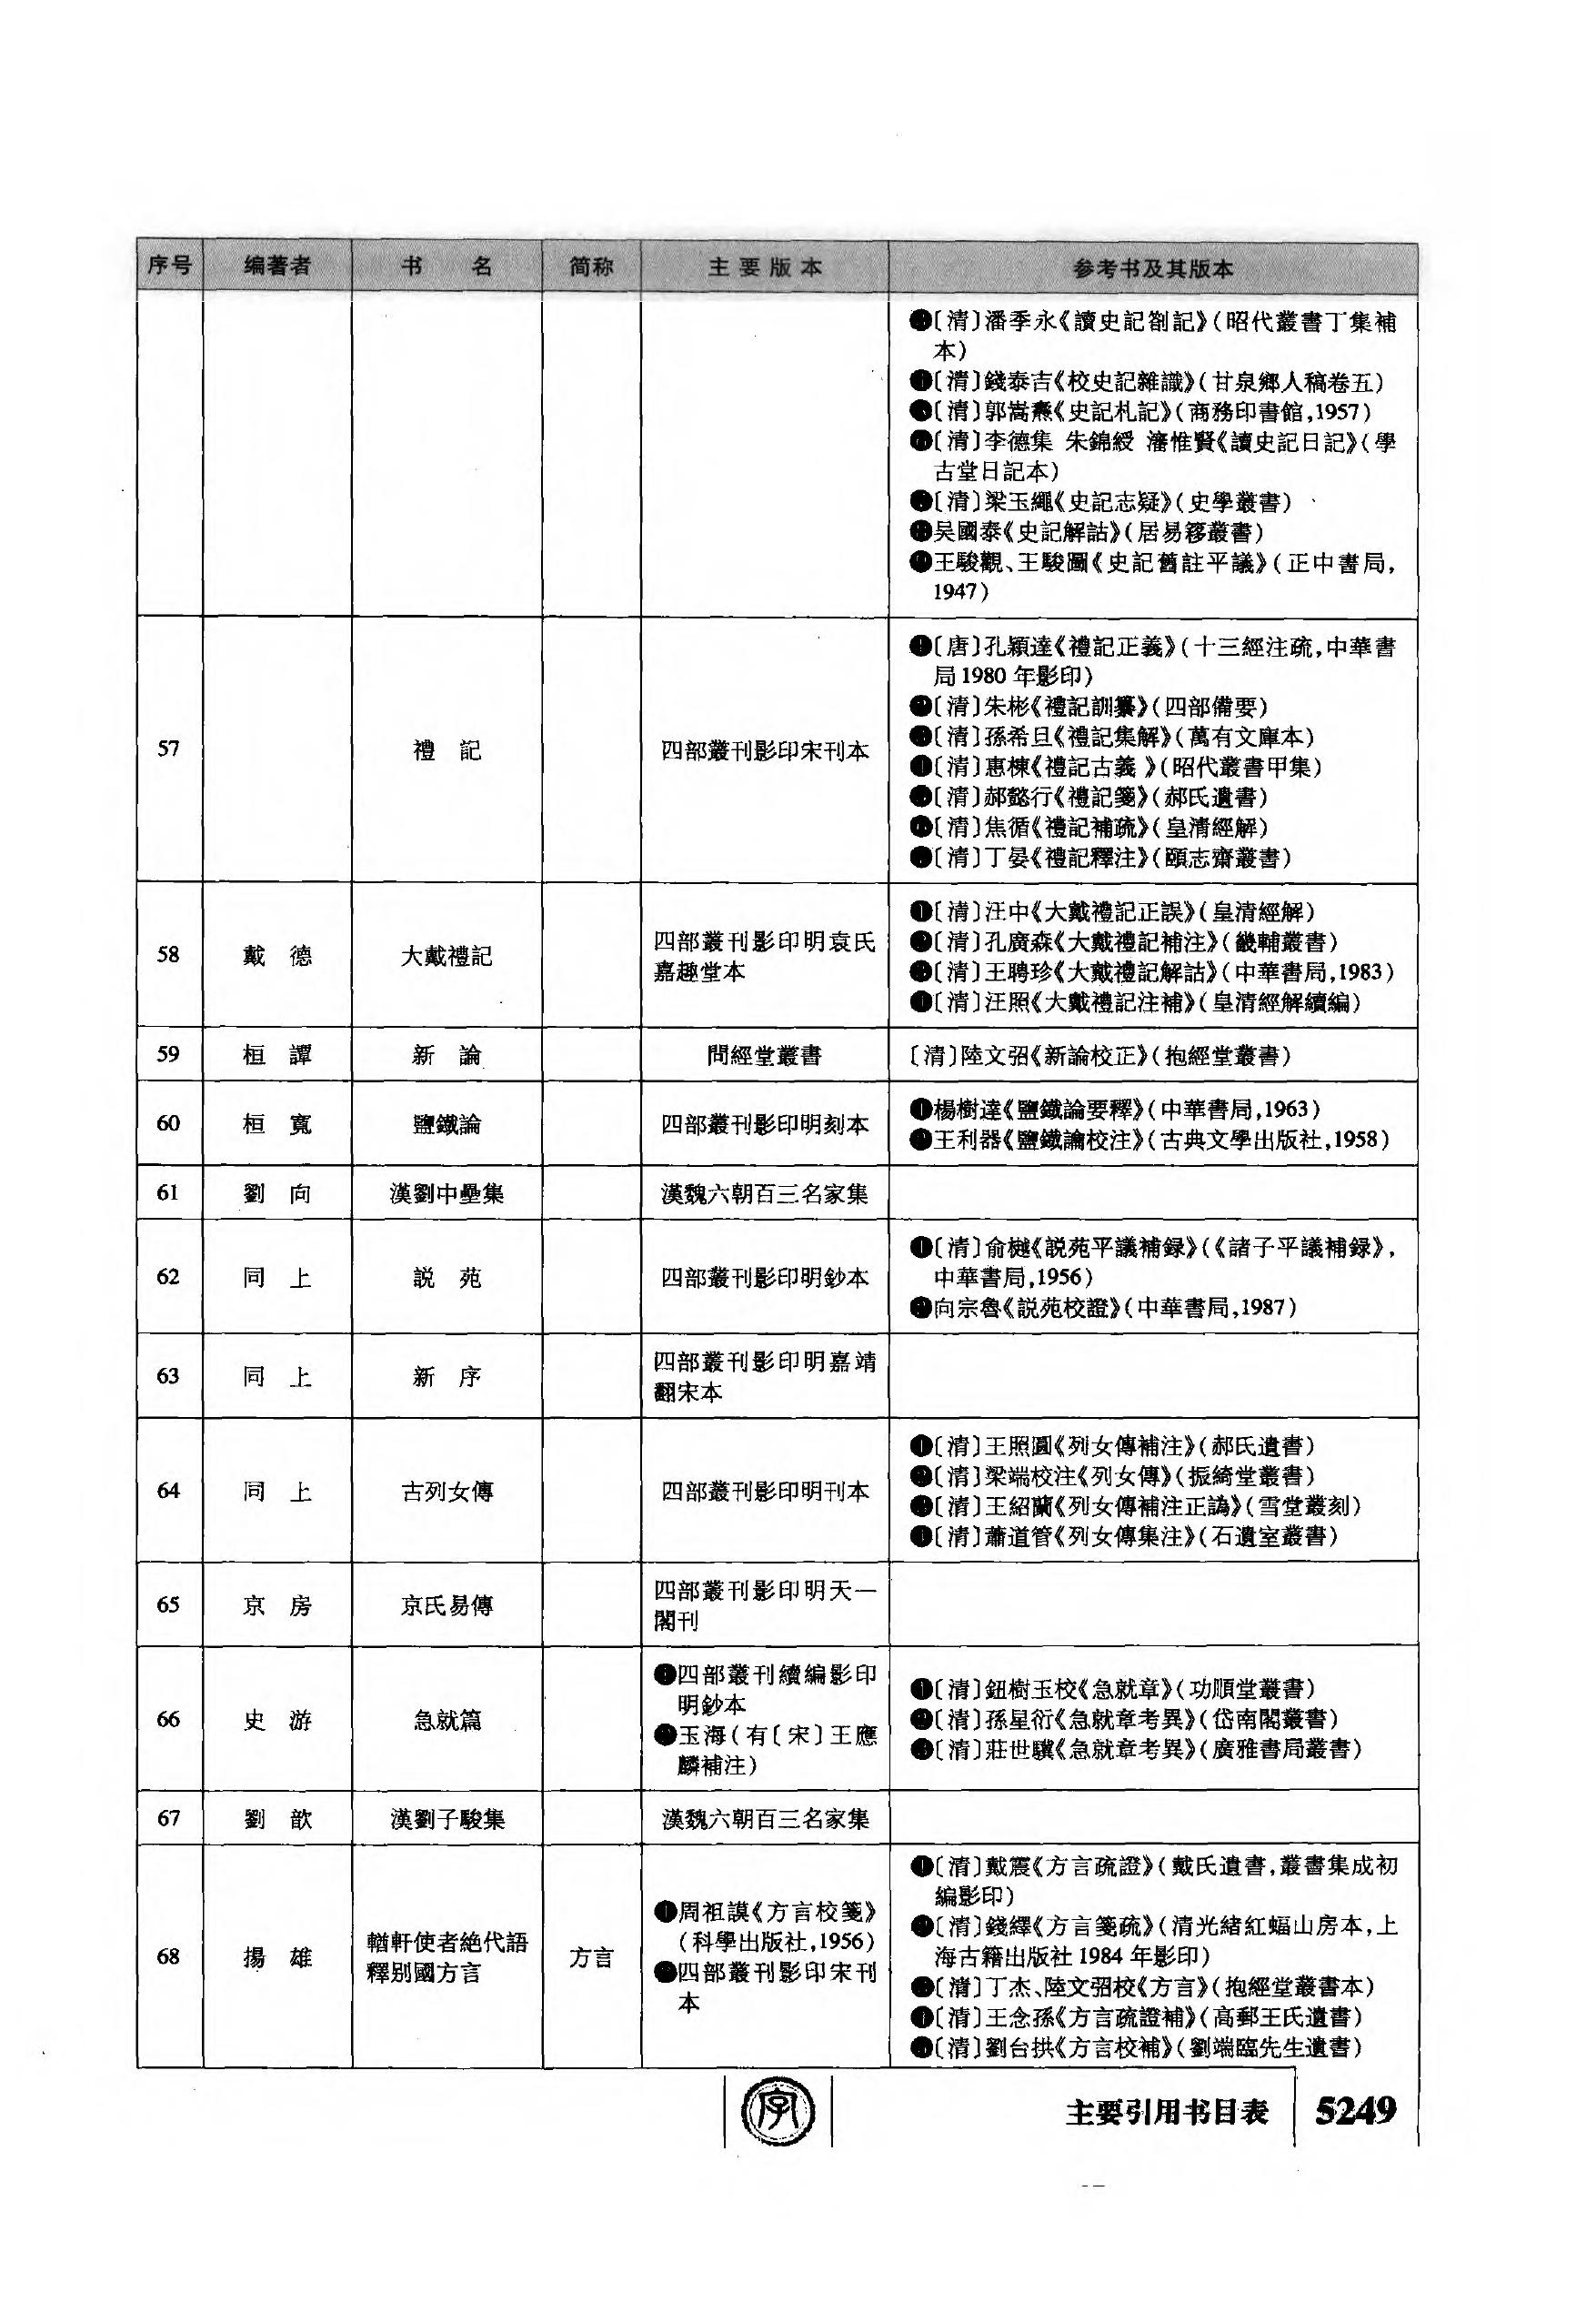 序号 编著者 书 名 简称 主要版本 参考书及其版本
●〔清〕潘季永《讀史記劄記》(昭代叢書丁集補
本)
●〔清〕錢泰吉《校史記雜識》(甘泉鄉人稿卷五)
●〔清〕郭嵩燾《史記札記》(商務印書館,1957)
●〔清〕李德集 朱錦綬 瀋惟賢《讀史記日記》(學
古堂日記本)
●〔清〕梁玉繩《史記志疑》(史學叢書)
●吴國泰《史記解詁》(居易簃叢書)
●王駿觀、王駿圖《史記舊註平議》(正中書局,
1947)
57 禮 記 四部叢刊影印宋刊本
❶〔唐〕孔穎達《禮記正義》(十三經注疏,中華書
局1980年影印)
❷〔清〕朱彬《禮記訓纂》(四部備要)
❸〔清〕孫希旦《禮記集解》(萬有文庫本)
❹〔清〕惠棟《禮記古義 》(昭代叢書甲集)
❺〔清〕郝懿行《禮記箋》(郝氏遺書)
❻〔清〕焦循《禮記補疏》(皇清經解)
❼〔清〕丁晏《禮記釋注》(頤志齋叢書)
58 戴 德 大戴禮記
四部叢刊影印明袁氏
嘉趣堂本
❶〔清〕汪中《大戴禮記正誤》(皇清經解)
❷〔清〕孔廣森《大戴禮記補注》(畿輔叢書)
❸〔清〕王聘珍《大戴禮記解詁》(中華書局,1983)
❹〔清〕汪照《大戴禮記注補》(皇清經解續編)
59 桓 譚 新 論 問經堂叢書 〔清〕陸文弨《新論校正》(抱經堂叢書)
60 桓 寬 鹽鐵論 四部叢刊影印明刻本
❶楊樹達《鹽鐵論要釋》(中華書局,1963)
❷王利器《鹽鐵論校注》(古典文學出版社,1958)
61 劉 向 漢劉中壘集 漢魏六朝百三名家集
62 同 上 説 苑 四部叢刊影印明鈔本
❶〔清〕俞樾《説苑平議補録》(《諸子平議補録》,
中華書局,1956)
❷向宗魯《説苑校證》(中華書局,1987)
63 同 上 新 序
四部叢刊影印明嘉靖
翻宋本
64 同 上 古列女傳 四部叢刊影印明刊本
❶〔清〕王照圓《列女傳補注》(郝氏遺書)
❷〔清〕梁端校注《列女傳》(振綺堂叢書)
❸〔清〕王紹蘭《列女傳補注正譌》(雪堂叢刻)
❹〔清〕蕭道管《列女傳集注》(石遺室叢書)
65 京 房 京氏易傳
四部叢刊影印明天一
閣刊
66 史 游 急就篇
❶四部叢刊續編影印
明鈔本
❷玉海(有〔宋〕王應
麟補注)
❶〔清〕鈕樹玉校《急就章》(功順堂叢書)
❷〔清〕孫星衍《急就章考異》(岱南閣叢書)
❸〔清〕莊世驥《急就章考異》(廣雅書局叢書)
67 劉 歆 漢劉子駿集 漢魏六朝百三名家集
68 揚 雄
輶軒使者絶代語
釋别國方言
方言
❶周祖謨《方言校箋》
(科學出版社,1956)
❷四部叢刊影印宋刊
本
❶〔清〕戴震《方言疏證》(戴氏遺書,叢書集成初
編影印)
❷〔清〕錢繹《方言箋疏》(清光緒紅蝠山房本,上
海古籍出版社1984年影印)
❸〔清〕丁杰、陸文弨校《方言》(抱經堂叢書本)
❹〔清〕王念孫《方言疏證補》(高郵王氏遺書)
❺〔清〕劉台拱《方言校補》(劉端臨先生遺書)
字 主要引用书目表 5249